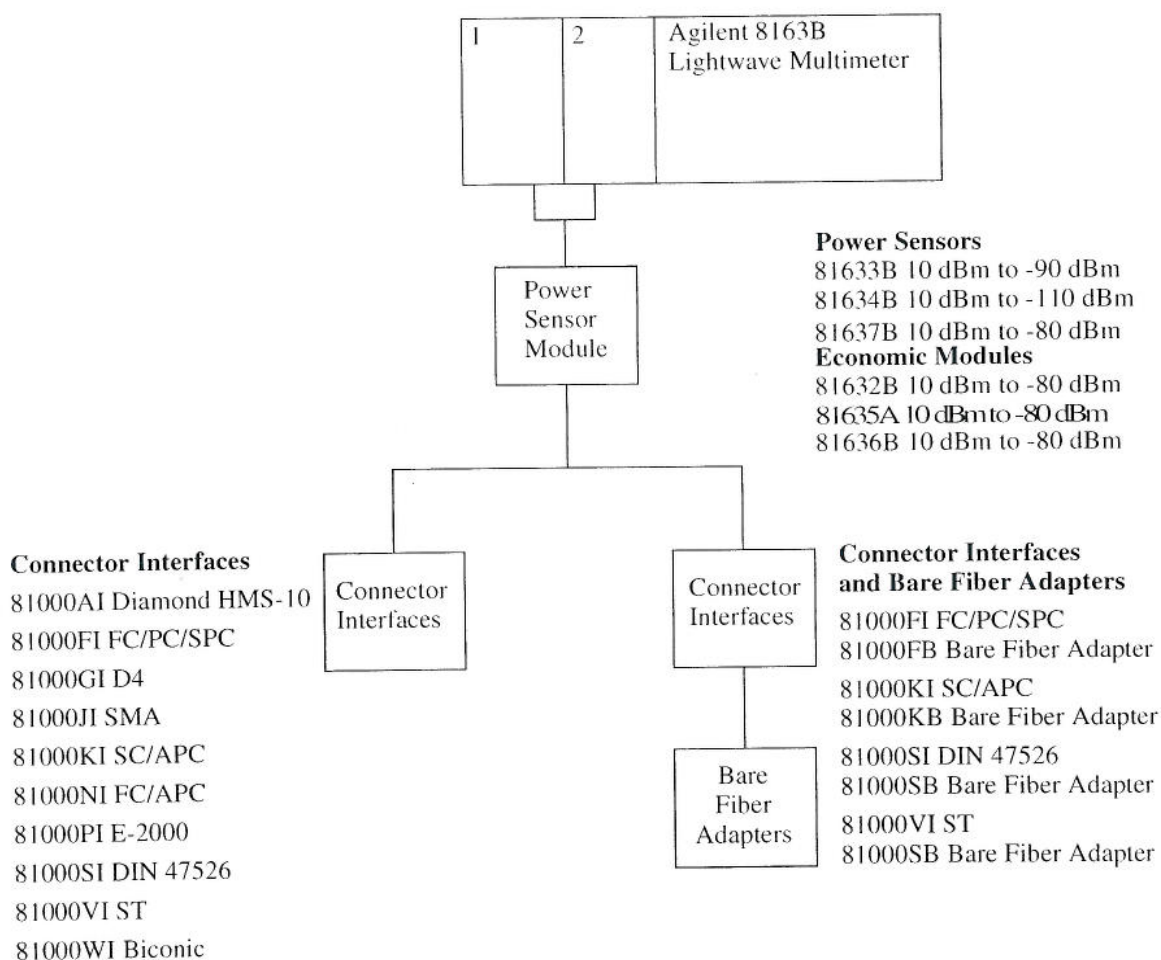 1
2
Agilent 8163B
Lightwave Multimeter
Power
Sensor
Module
Power Sensors
81633B 10 dBm to -90 dBm
81634B 10 dBm to -110 dBm
81637B 10 dBm to -80 dBm
Economic Modules
81632B 10 dBm to -80 dBm
81635A 10 dBm to -80 dBm
81636B 10 dBm to -80 dBm
Connector Interfaces
81000AI Diamond HMS-10
81000FI FC/PC/SPC
81000GI D4
81000JI SMA
81000KI SC/APC
81000NI FC/APC
81000PI E-2000
81000SI DIN 47526
81000VI ST
81000WI Biconic
Connector
Interfaces
Connector
Interfaces
Bare
Fiber
Adapters
Connector Interfaces
and Bare Fiber Adapters
81000FI FC/PC/SPC
81000FB Bare Fiber Adapter
81000KI SC/APC
81000KB Bare Fiber Adapter
81000SI DIN 47526
81000SB Bare Fiber Adapter
81000VI ST
81000SB Bare Fiber Adapter